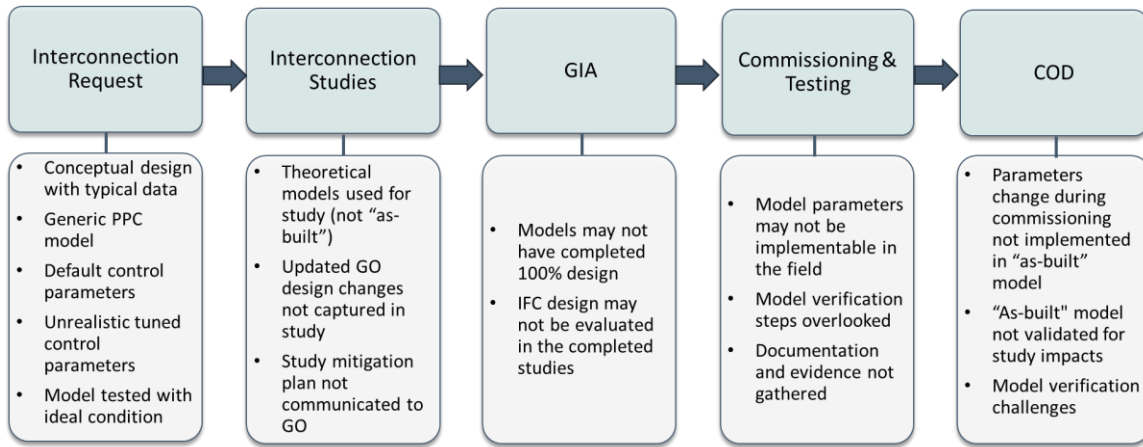 Interconnection
Request
Interconnection
Studies
GIA
Commissioning &
Testing
COD
• Conceptual design
with typical data
• Generic PPC
model
• Default control
parameters
• Unrealistic tuned
control
parameters
• Model tested with
ideal condition
• Theoretical
models used for
study (not “as-
built”)
• Updated GO
design changes
not captured in
study
• Study mitigation
plan not
communicated to
GO
• Models may not
have completed
100% design
• IFC design may
not be evaluated
in the completed
studies
• Model parameters
may not be
implementable in
the field
• Model verification
steps overlooked
• Documentation
and evidence not
gathered
• Parameters
change during
commissioning
not implemented
in “as-built”
model
• “As-built" model
not validated for
study impacts
• Model verification
challenges